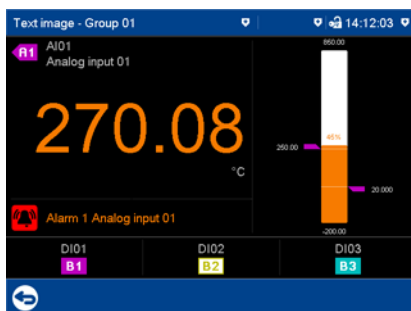 Text image - Group 01
14:12:03
A1
AI01
Analog input 01
850.00
270.08
°C
45%
250.00
20.000
-200.00
Alarm 1 Analog input 01
DI01
DI02
DI03
B1
B2
B3